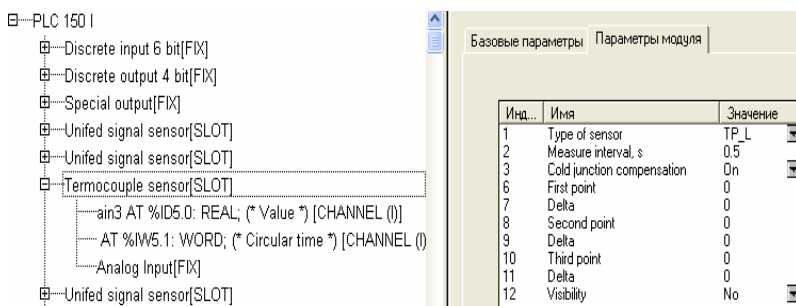 PLC 150 I
Discrete input 6 bit[FIX]
Discrete output 4 bit[FIX]
Special output[FIX]
Unifed signal sensor[SLOT]
Unifed signal sensor[SLOT]
Termocouple sensor[SLOT]
ain3 AT %ID5.0: REAL; (* Value *) [CHANNEL (I)]
AT %IW5.1: WORD; (* Circular time *) [CHANNEL (I)
Analog Input[FIX]
Unifed signal sensor[SLOT]
Базовые параметры Параметры модуля
Инд... Имя Значение
1 Type of sensor TP_L
2 Measure interval, s 0.5
3 Cold junction compensation On
6 First point 0
7 Delta 0
8 Second point 0
9 Delta 0
10 Third point 0
11 Delta 0
12 Visibility No